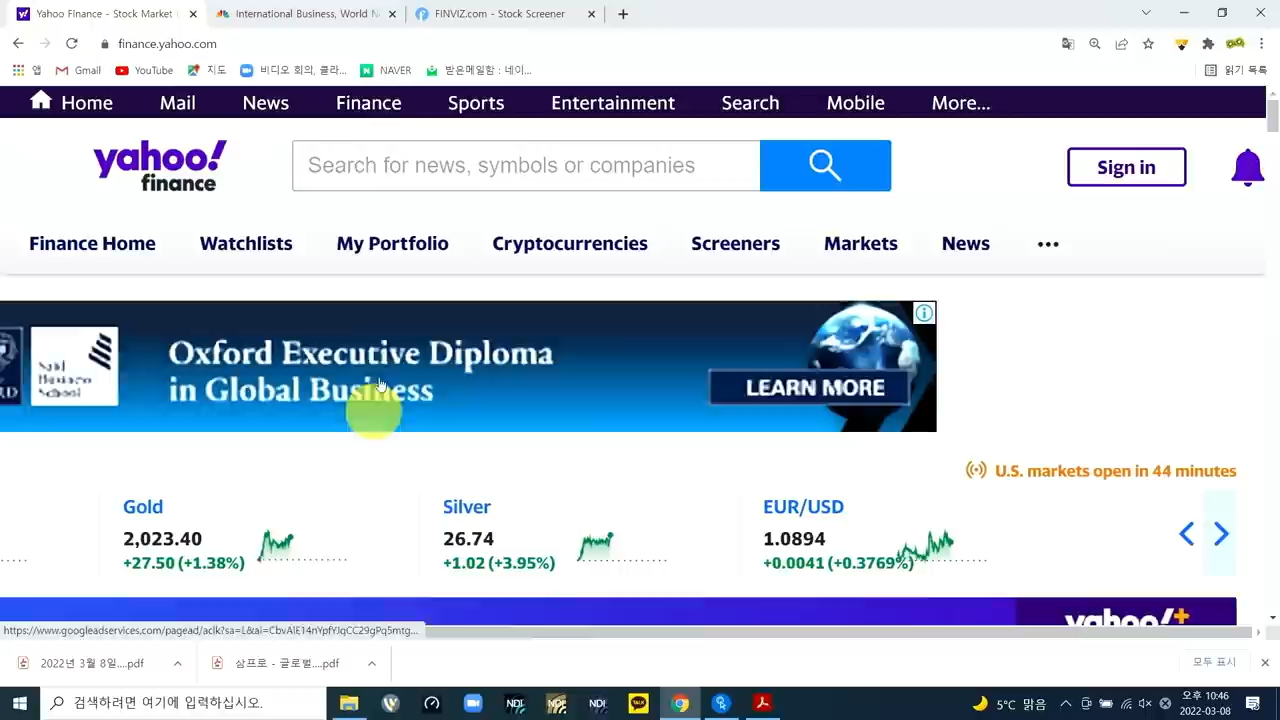 Yahoo Finance - Stock Market
International Business, World N
FINVIZ.com - Stock Screener
finance.yahoo.com
앱
Gmail
YouTube
지도
비디오 회의, 클라...
NAVER
받은메일함 : 네이...
읽기 목록
Home Mail News Finance Sports Entertainment Search Mobile More...
yahoo!
finance
Search for news, symbols or companies
Sign in
Finance Home Watchlists My Portfolio Cryptocurrencies Screeners Markets News ...
Oxford Executive Diploma
in Global Business
LEARN MORE
U.S. markets open in 44 minutes
Gold Silver EUR/USD
2,023.40 26.74 1.0894
+27.50 (+1.38%) +1.02 (+3.95%) +0.0041 (+0.3769%)
yahoo!+
2022년 3월 8일....pdf
삼프로 - 글로벌....pdf
모두 표시
검색하려면 여기에 입력하십시오.
TALK
5°C 맑음
오후 10:46
2022-03-08